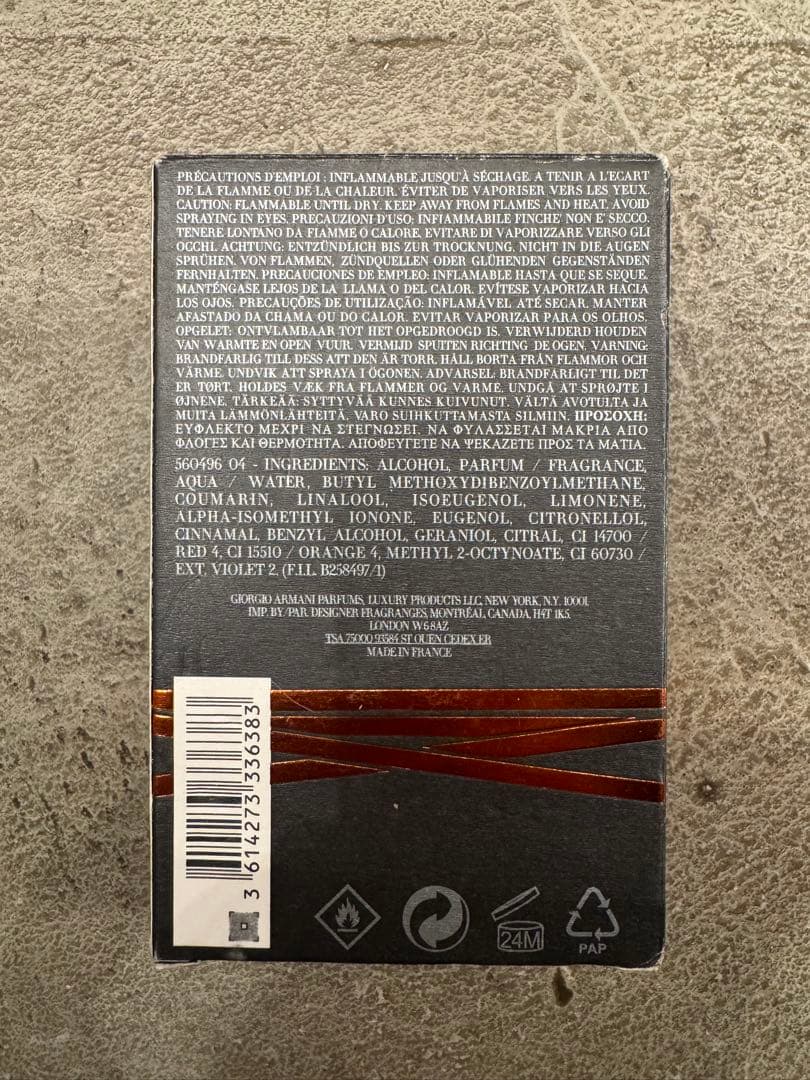 PRÉCAUTIONS D'EMPLOI : INFLAMMABLE JUSQU'À SÉCHAGE. A TENIR A L'ECART
DE LA FLAMME OU DE LA CHALEUR. ÉVITER DE VAPORISER VERS LES YEUX.
CAUTION: FLAMMABLE UNTIL DRY. KEEP AWAY FROM FLAMES AND HEAT. AVOID
SPRAYING IN EYES. PRECAUZIONI D'USO: INFIAMMABILE FINCHE' NON E' SECCO.
TENERE LONTANO DA FIAMME O CALORE. EVITARE DI VAPORIZZARE VERSO GLI
OCCHI. ACHTUNG: ENTZÜNDLICH BIS ZUR TROCKNUNG. NICHT IN DIE AUGEN
SPRÜHEN. VON FLAMMEN, ZÜNDQUELLEN ODER GLÜHENDEN GEGENSTÄNDEN
FERNHALTEN. PRECAUCIONES DE EMPLEO: INFLAMABLE HASTA QUE SE SEQUE.
MANTÉNGASE LEJOS DE LA LLAMA O DEL CALOR. EVÍTESE VAPORIZAR HACIA
LOS OJOS. PRECAUÇÕES DE UTILIZAÇÃO: INFLAMÁVEL ATÉ SECAR. MANTER
AFASTADO DA CHAMA OU DO CALOR. EVITAR VAPORIZAR PARA OS OLHOS.
OPGELET: ONTVLAMBAAR TOT HET OPGEDROOGD IS. VERWIJDERD HOUDEN
VAN WARMTE EN OPEN VUUR. VERMIJD SPUITEN RICHTING DE OGEN. VARNING:
BRANDFARLIG TILL DESS ATT DEN ÄR TORR. HÅLL BORTA FRÅN FLAMMOR OCH
VÄRME. UNDVIK ATT SPRAYA I ÖGONEN. ADVARSEL: BRANDFARLIGT TIL DET
ER TØRT. HOLDES VÆK FRA FLAMMER OG VARME. UNDGÅ AT SPRØJTE I
ØJNENE. TÄRKEÄÄ: SYTTYVÄÄ KUNNES KUIVUNUT. VÄLTÄ AVOTULTA JA
MUITA LÄMMÖNLÄHTEITÄ. VARO SUIHKUTTAMASTA SILMIIN. ΠΡΟΣΟΧΗ:
ΕΥΦΛΕΚΤΟ ΜΕΧΡΙ ΝΑ ΣΤΕΓΝΩΣΕΙ. ΝΑ ΦΥΛΑΣΣΕΤΑΙ ΜΑΚΡΙΑ ΑΠΟ
ΦΛΟΓΕΣ ΚΑΙ ΘΕΡΜΟΤΗΤΑ. ΑΠΟΦΕΥΓΕΤΕ ΝΑ ΨΕΚΑΖΕΤΕ ΠΡΟΣ ΤΑ ΜΑΤΙΑ.
560496 04 - INGREDIENTS: ALCOHOL, PARFUM / FRAGRANCE,
AQUA / WATER, BUTYL METHOXYDIBENZOYLMETHANE,
COUMARIN, LINALOOL, ISOEUGENOL, LIMONENE,
ALPHA-ISOMETHYL IONONE, EUGENOL, CITRONELLOL,
CINNAMAL, BENZYL ALCOHOL, GERANIOL, CITRAL, CI 14700 /
RED 4, CI 15510 / ORANGE 4, METHYL 2-OCTYNOATE, CI 60730 /
EXT. VIOLET 2. (F.I.L. B258497/1)
GIORGIO ARMANI PARFUMS, LUXURY PRODUCTS LLC, NEW YORK, N.Y. 10001.
IMP. BY/PAR DESIGNER FRAGRANGES, MONTRÉAL, CANADA, H4T 1K5.
LONDON W6 8AZ
TSA 75000 93584 ST OUEN CEDEX FR
MADE IN FRANCE
3 614273 336383
24M
PAP